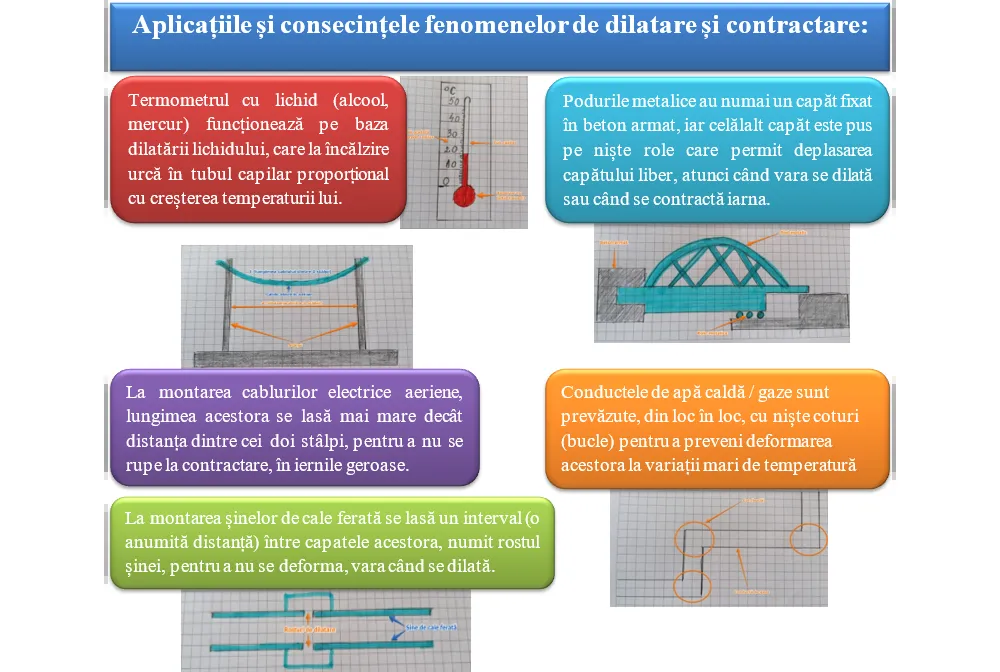 Aplicațiile și consecințele fenomenelor de dilatare și contractare:
Termometrul cu lichid (alcool,
mercur) funcționează pe baza
dilatării lichidului, care la încălzire
urcă în tubul capilar proporțional
cu creșterea temperaturii lui.
°C
50
40
30
20
10
0
Podurile metalice au numai un capăt fixat
în beton armat, iar celălalt capăt este pus
pe niște role care permit deplasarea
capătului liber, atunci când vara se dilată
sau când se contractă iarna.
La montarea cablurilor electrice aeriene,
lungimea acestora se lasă mai mare decât
distanța dintre cei doi stâlpi, pentru a nu se
rupe la contractare, în iernile geroase.
Conductele de apă caldă / gaze sunt
prevăzute, din loc în loc, cu niște coturi
(bucle) pentru a preveni deformarea
acestora la variații mari de temperatură
La montarea șinelor de cale ferată se lasă un interval (o
anumită distanță) între capatele acestora, numit rostul
șinei, pentru a nu se deforma, vara când se dilată.
Rosturi de dilatare
Șine de cale ferată